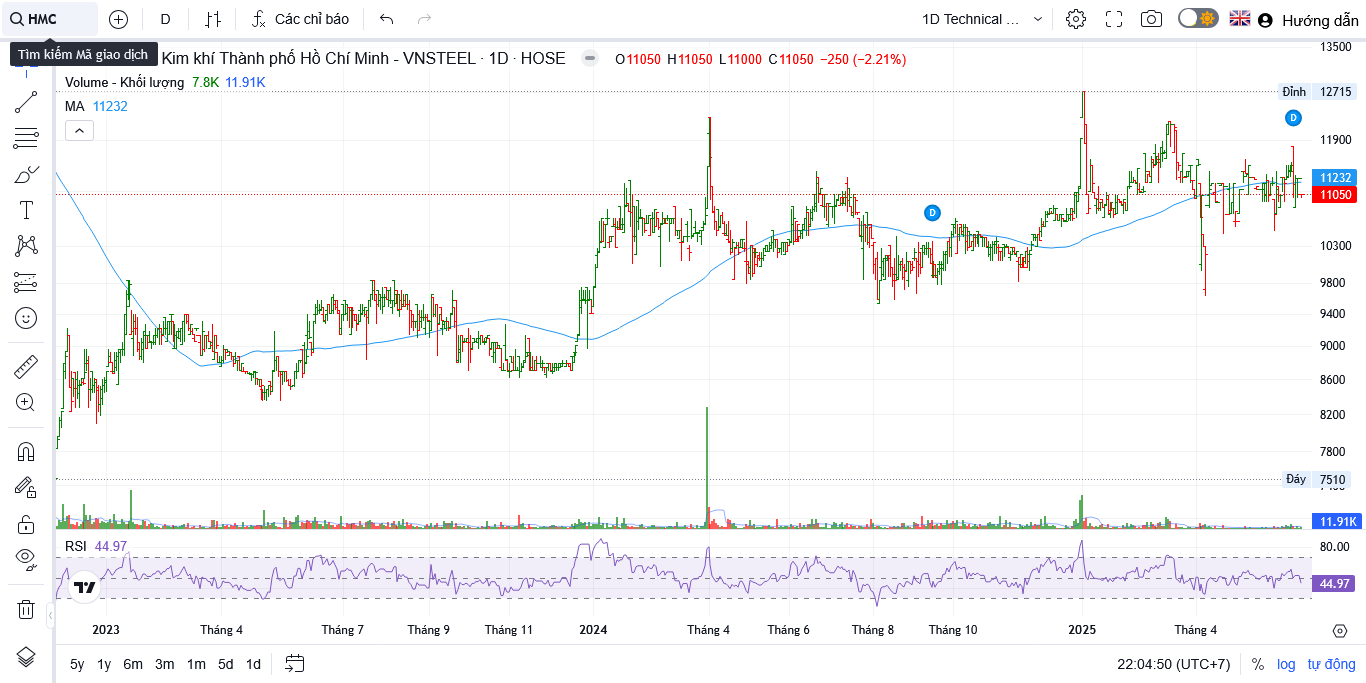 HMC
D
Các chỉ báo
1D Technical ...
Hướng dẫn
Tìm kiếm Mã giao dịch
Kim khí Thành phố Hồ Chí Minh - VNSTEEL · 1D · HOSE
O11050 H11050 L11000 C11050 −250 (−2.21%)
Volume - Khối lượng 7.8K 11.91K
MA 11232
13500
Đỉnh 12715
D
11900
11232
11050
D
10300
9800
9400
9000
8600
8200
7800
Đáy 7510
11.91K
RSI 44.97
80.00
44.97
2023 Tháng 4 Tháng 7 Tháng 9 Tháng 11 2024 Tháng 4 Tháng 6 Tháng 8 Tháng 10 2025 Tháng 4
5y 1y 6m 3m 1m 5d 1d
22:04:50 (UTC+7) % log tự động